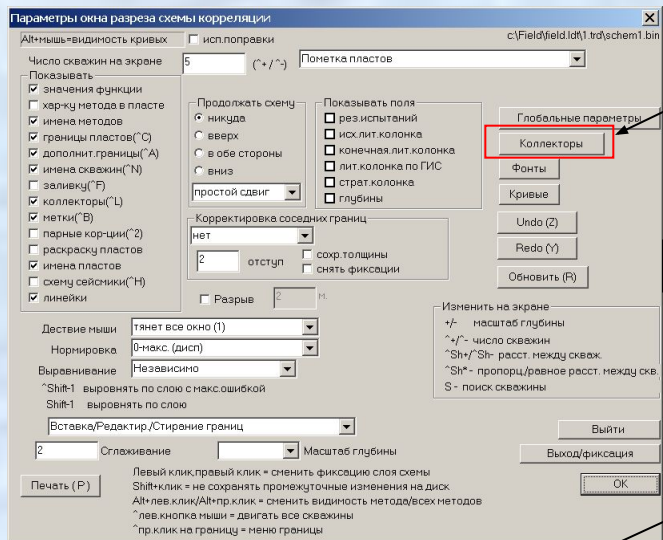 Параметры окна разреза схемы корреляции
Alt+мышь=видимость кривых
исп.поправки
c:\Field\field.ldt\1.trd\schem1.bin
Число скважин на экране
5
(^+ / ^-)
Пометка пластов
Показывать
значения функции
хар-ку метода в пласте
имена методов
границы пластов(^C)
дополнит.границы(^A)
имена скважин(^N)
заливку(^F)
коллекторы(^L)
метки(^B)
парные кор-ции(^2)
раскраску пластов
имена пластов
схему сейсмики(^H)
линейки
Продолжать схему
никуда
вверх
в обе стороны
вниз
простой сдвиг
Показывать поля
рез.испытаний
исх.лит.колонка
конечная.лит.колонка
лит.колонка по ГИС
страт.колонка
глубины
Глобальные параметры
Коллекторы
Фонты
Кривые
Undo (Z)
Redo (Y)
Обновить (R)
Корректировка соседних границ
нет
2
отступ
сохр.толщины
снять фиксации
Разрыв
2
м.
Изменить на экране
+/- масштаб глубины
^+/^- число скважин
^Sh+/^Sh- расст. между скваж.
^Sh* - пропорц./равное расст. между скв.
S - поиск скважины
Дествие мыши
тянет все окно (1)
Нормировка
0-макс. (дисп)
Выравнивание
Независимо
^Shift-1 выровнять по слою с макс.ошибкой
Shift-1 выровнять по слою
Вставка/Редактир./Стирание границ
2
Сглаживание
Масштаб глубины
Выйти
Выход/фиксация
OK
Печать ( P )
Левый клик,правый клик = сменить фиксацию слоя схемы
Shift+клик = не сохранять промежуточные изменения на диск
Alt+лев.клик/Alt+пр.клик = сменить видимость метода/всех методов
^лев.кнопка мыши = двигать все скважины
^пр.клик на границу = меню границы